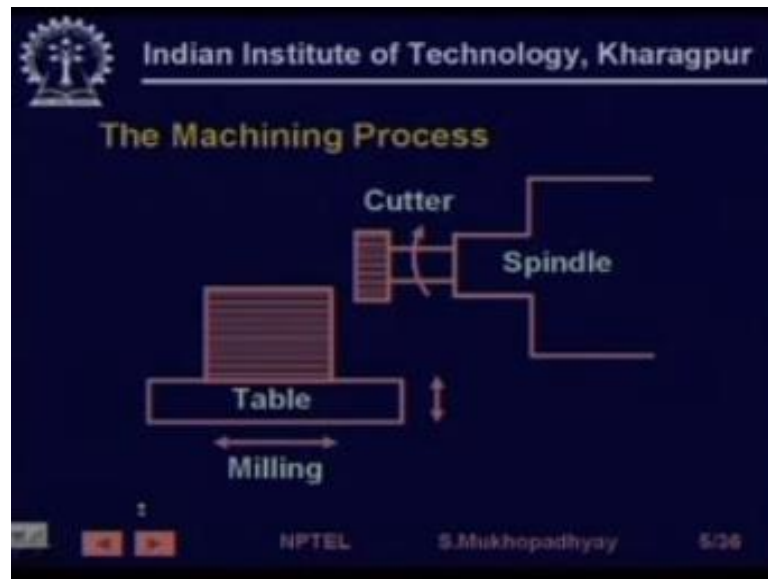 Indian Institute of Technology, Kharagpur
The Machining Process
Cutter
Spindle
Table
Milling
NPTEL S.Mukhopadhyay 5/36